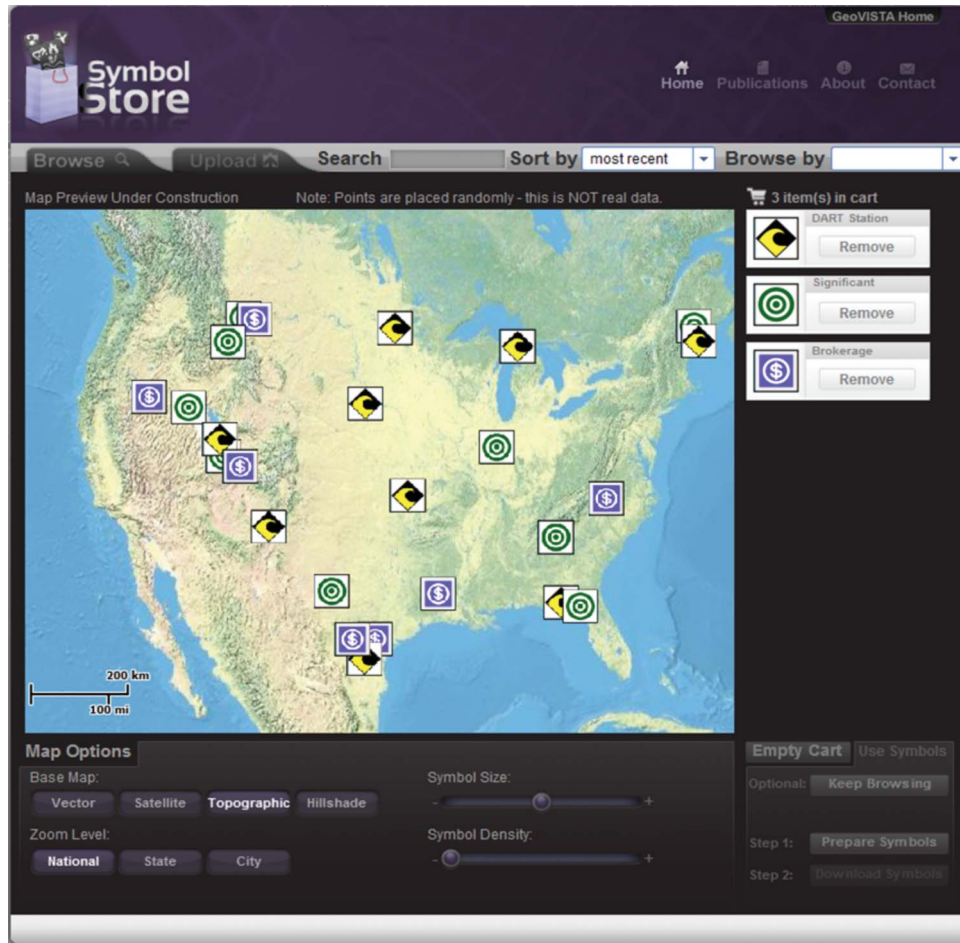 GeoVISTA Home
Symbol
Store
Home Publications About Contact
Browse Upload Search Sort by most recent Browse by
Map Preview Under Construction Note: Points are placed randomly - this is NOT real data. 3 item(s) in cart
DART Station
Remove
Significant
Remove
Brokerage
Remove
200 km
100 mi
Map Options
Base Map:
Vector Satellite Topographic Hillshade
Zoom Level:
National State City
Symbol Size:
- +
Symbol Density:
- +
Empty Cart Use Symbols
Optional: Keep Browsing
Step 1: Prepare Symbols
Step 2: Download Symbols